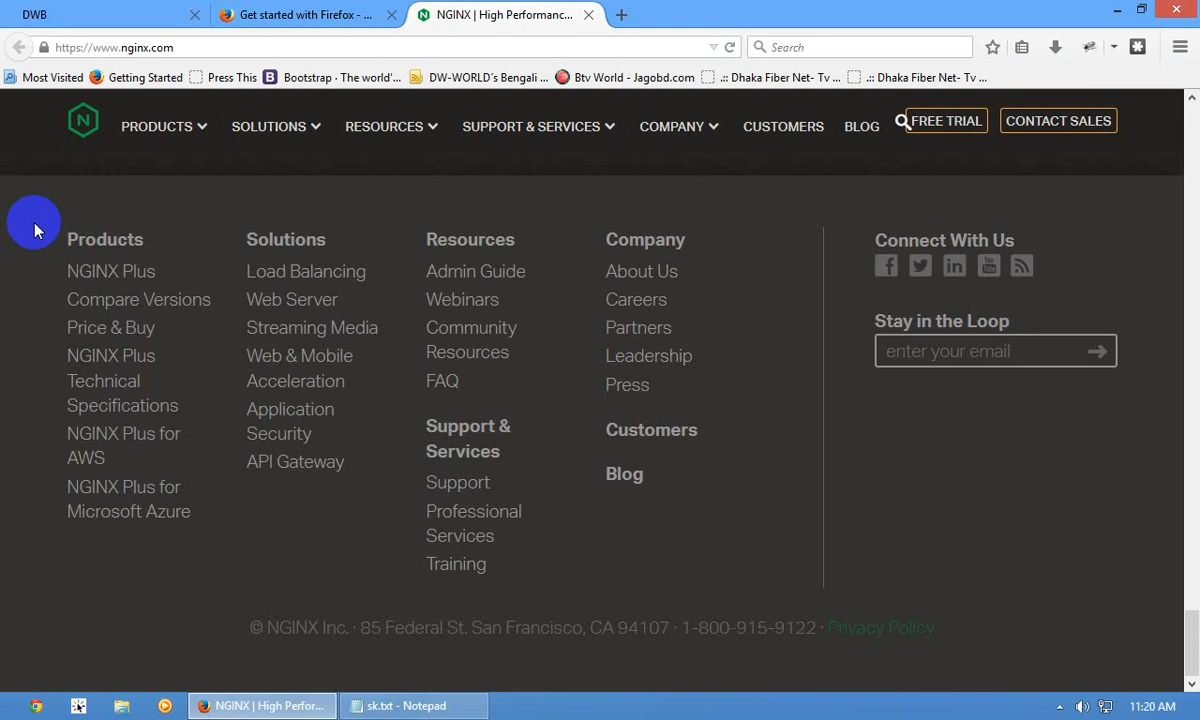 DWB
Get started with Firefox - ...
NGINX | High Performanc...
https://www.nginx.com
Search
Most Visited
Getting Started
Press This
Bootstrap · The world'...
DW-WORLD´s Bengali ...
Btv World - Jagobd.com
.:: Dhaka Fiber Net- Tv ...
.:: Dhaka Fiber Net- Tv ...
N
PRODUCTS
SOLUTIONS
RESOURCES
SUPPORT & SERVICES
COMPANY
CUSTOMERS
BLOG
FREE TRIAL
CONTACT SALES
Products
NGINX Plus
Compare Versions
Price & Buy
NGINX Plus
Technical
Specifications
NGINX Plus for
AWS
NGINX Plus for
Microsoft Azure
Solutions
Load Balancing
Web Server
Streaming Media
Web & Mobile
Acceleration
Application
Security
API Gateway
Resources
Admin Guide
Webinars
Community
Resources
FAQ
Support &
Services
Support
Professional
Services
Training
Company
About Us
Careers
Partners
Leadership
Press
Customers
Blog
Connect With Us
Stay in the Loop
enter your email
© NGINX Inc. · 85 Federal St. San Francisco, CA 94107 · 1-800-915-9122 · Privacy Policy
NGINX | High Perfor...
sk.txt - Notepad
11:20 AM